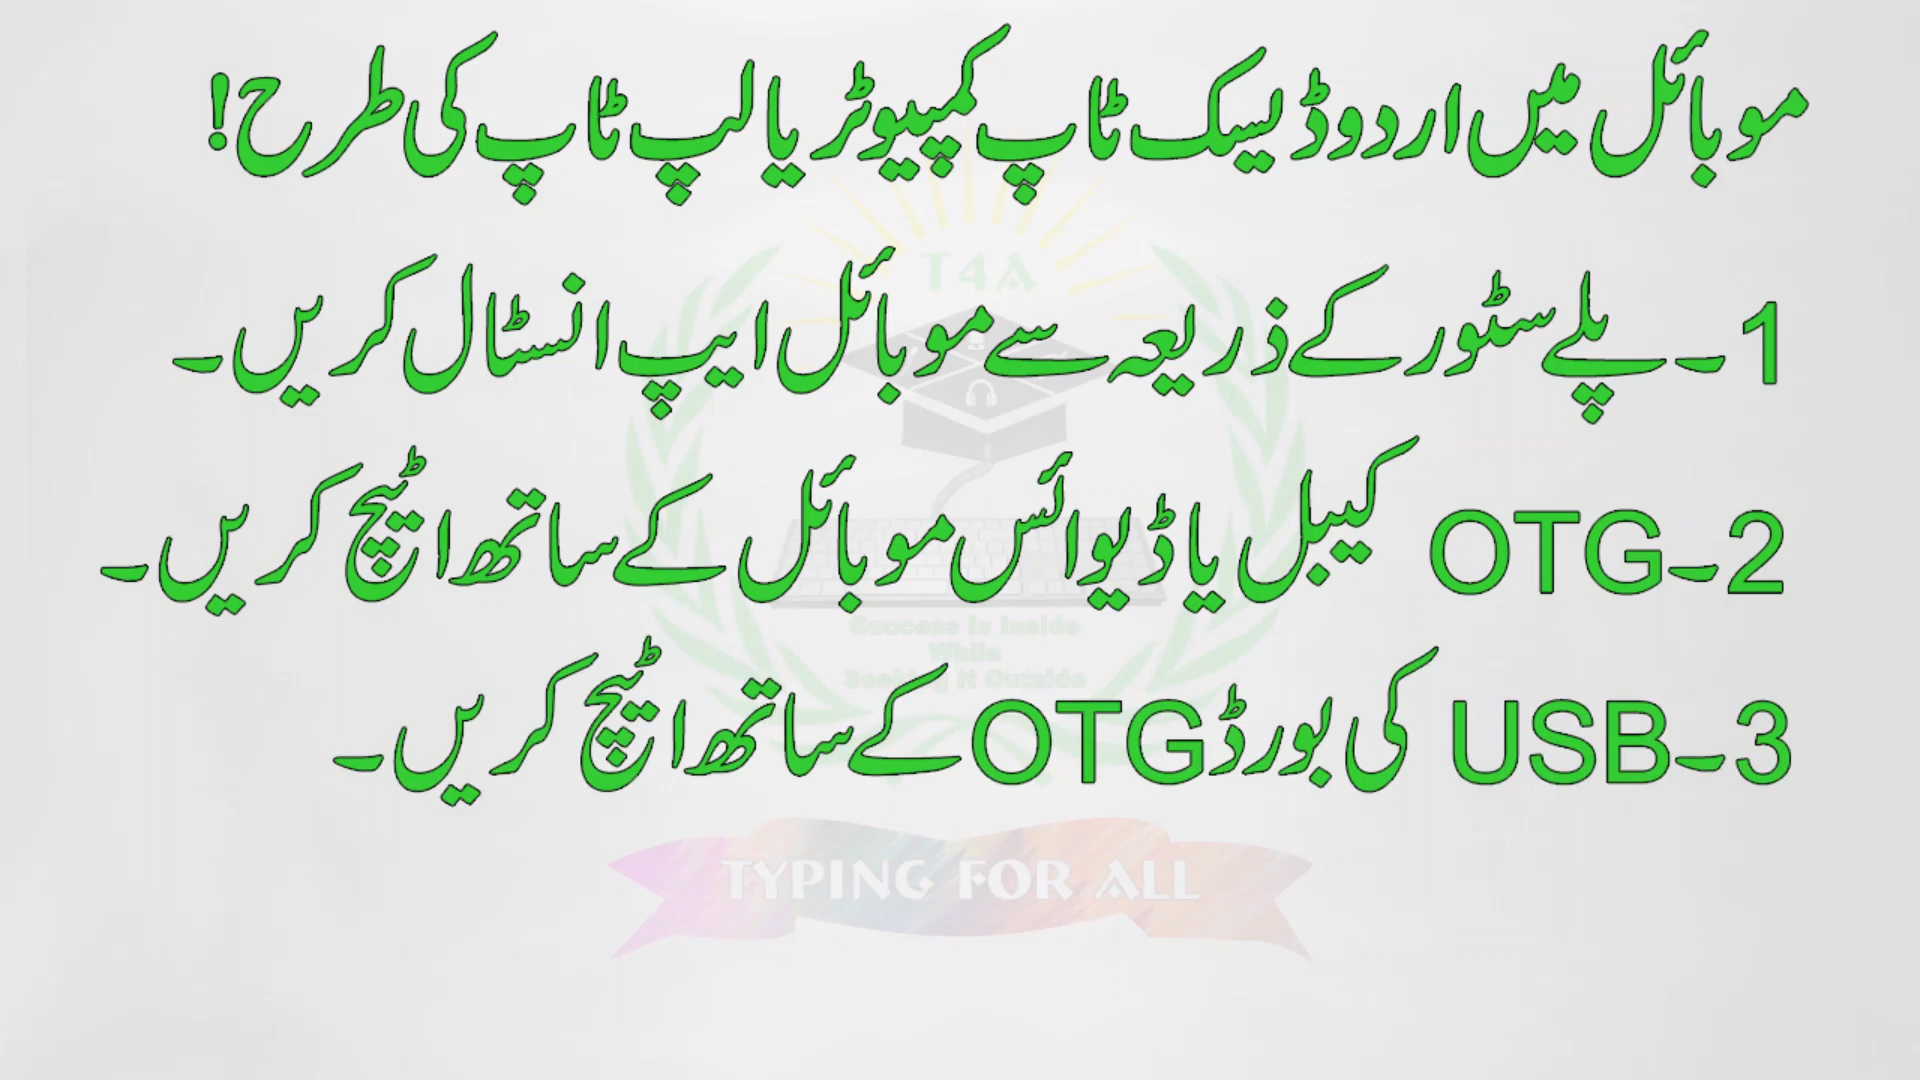 موبائل میں اردو ڈیسک ٹاپ کمپیوٹر یا لپ ٹاپ کی طرح!
1۔ پلے سٹور کے ذریعہ سے موبائل ایپ انسٹال کریں۔
2۔OTG کیبل یا ڈیوائس موبائل کے ساتھ اٹیچ کریں۔
3۔USB کی بورڈ OTG کے ساتھ اٹیچ کریں۔
T4A
Success Is Inside
While
Seeking It Outside
TYPING FOR ALL